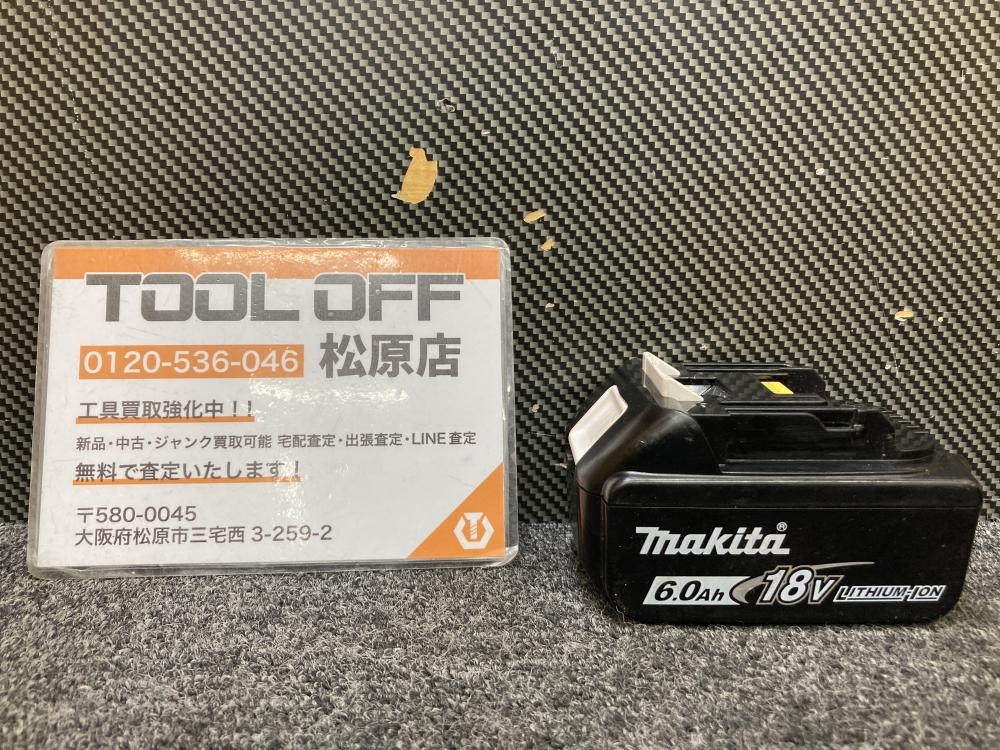 TOOL OFF
0120-536-046 松原店
工具買取強化中!!
新品・中古・ジャンク買取可能 宅配査定・出張査定・LINE査定
無料で査定いたします!
〒580-0045
大阪府松原市三宅西 3-259-2
makita®
6.0Ah 18V LITHIUM-ION